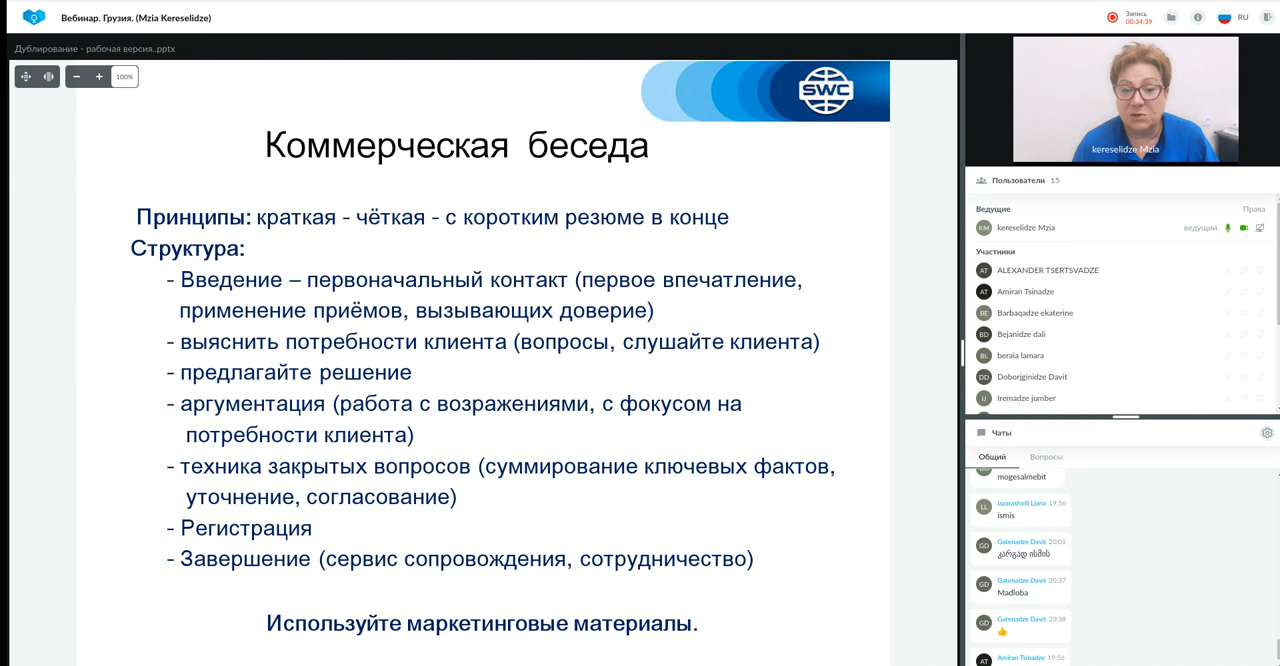 Вебинар. Грузия. (Mzia Kereselidze)
Запись
00:34:39
RU
Дублирование - рабочая версия..pptx
100%
SWC
Коммерческая беседа
Принципы: краткая - чёткая - с коротким резюме в конце
Структура:
- Введение – первоначальный контакт (первое впечатление,
применение приёмов, вызывающих доверие)
- выяснить потребности клиента (вопросы, слушайте клиента)
- предлагайте решение
- аргументация (работа с возражениями, с фокусом на
потребности клиента)
- техника закрытых вопросов (суммирование ключевых фактов,
уточнение, согласование)
- Регистрация
- Завершение (сервис сопровождения, сотрудничество)
Используйте маркетинговые материалы.
kereselidze Mzia
Пользователи 15
Ведущие Права
KM kereselidze Mzia ведущий
Участники
AT ALEXANDER TSERTSVADZE
AT Amiran Tsinadze
BE Barbaqadze ekaterine
BD Bejanidze dali
BL beraia lamara
DD Doborjginidze Davit
IJ Iremadze jumber
Чаты
Общий Вопросы
mogesalmebit
LL lazarashvili Liana 19:56
ismis
GD Gatenadze Davit 20:01
კარგად ისმის
GD Gatenadze Davit 20:37
Madloba
GD Gatenadze Davit 20:38
👍
AT Amiran Tsinadze 19:56